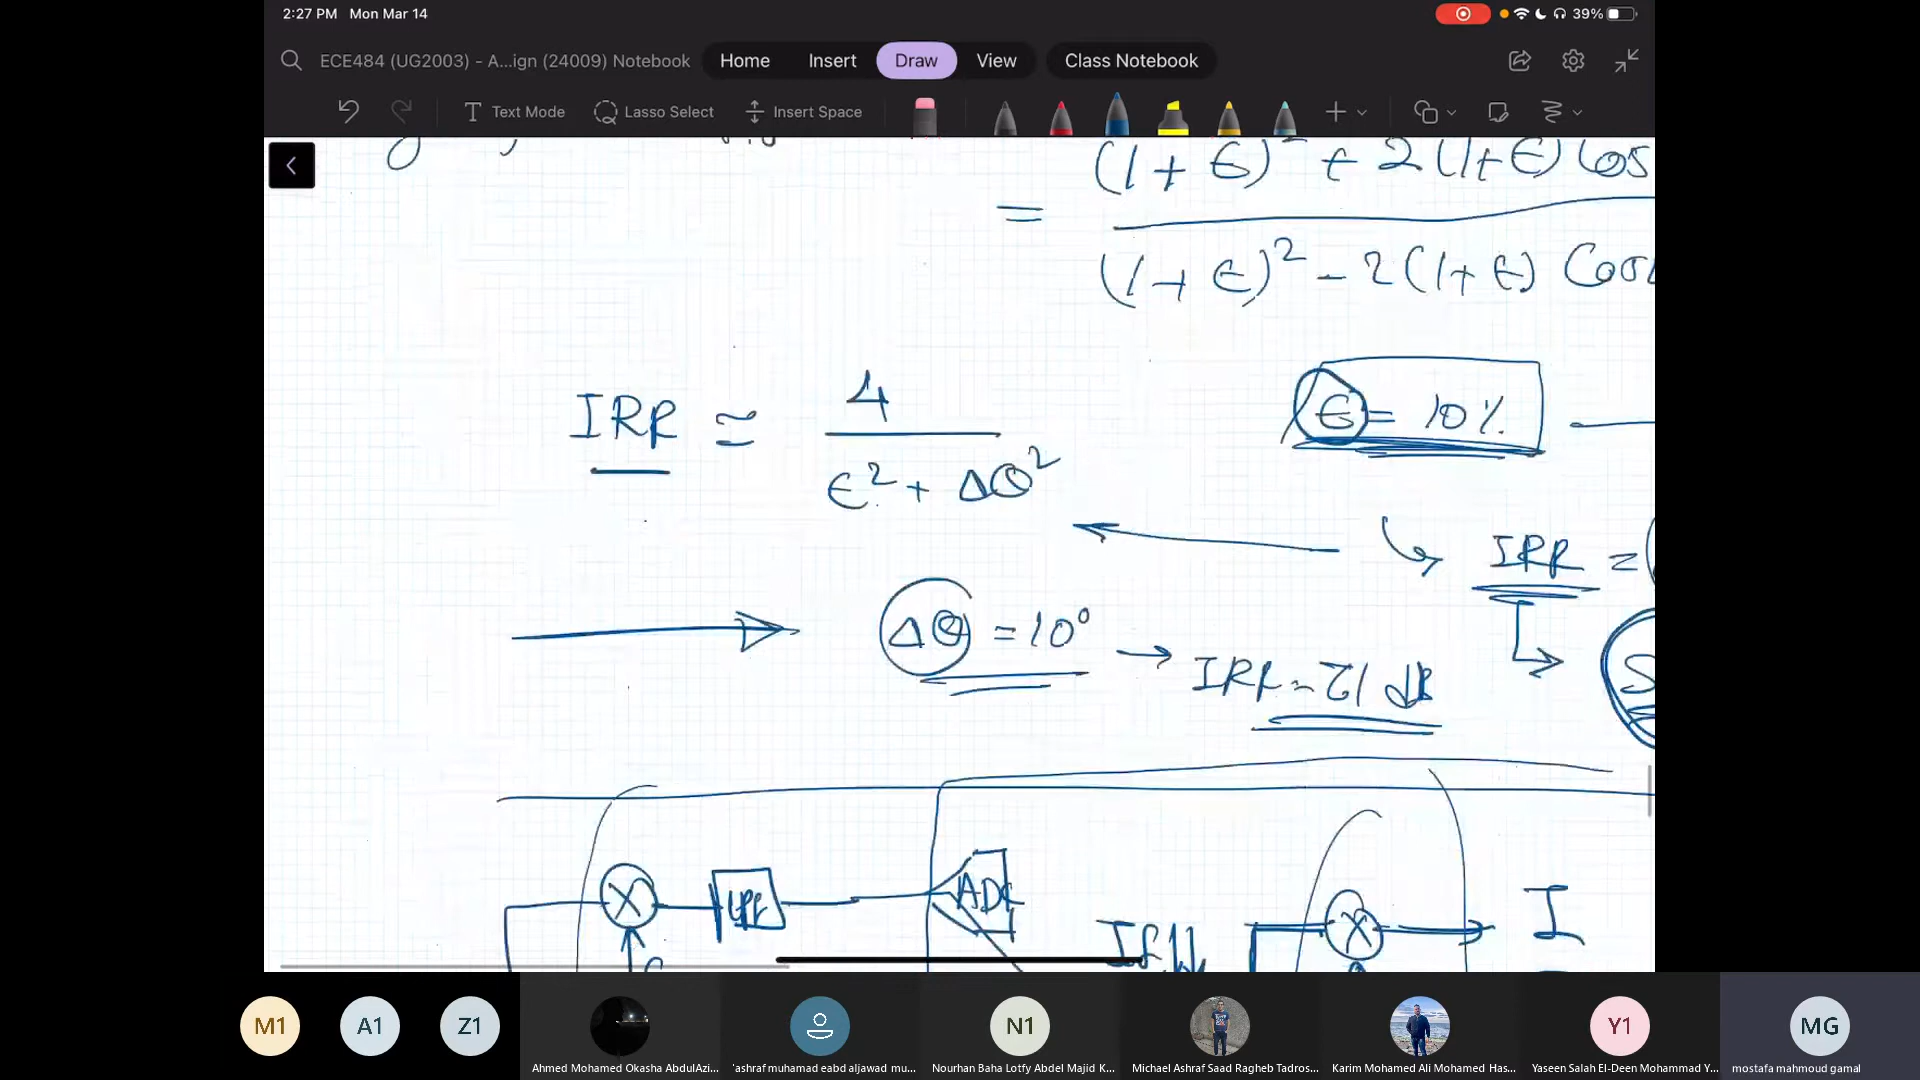 2:27 PM Mon Mar 14
39%
ECE484 (UG2003) - A...ign (24009) Notebook
Home Insert Draw View Class Notebook
Text Mode Lasso Select Insert Space
(1+ϵ)² + 2(1+ϵ) Cos
=
(1+ϵ)² - 2(1+ϵ) Cos
IRR ≃ 4
ϵ² + Δθ²
ϵ = 10%
IRR =
Δθ = 10°
→ IRR = 21 dB
S
X LPF ADC
X I
M1 A1 Z1 N1 Y1 MG
Ahmed Mohamed Okasha AbdulAzi...
'ashraf muhamad eabd aljawad mu...
Nourhan Baha Lotfy Abdel Majid K...
Michael Ashraf Saad Ragheb Tadros...
Karim Mohamed Ali Mohamed Has...
Yaseen Salah El-Deen Mohammad Y...
mostafa mahmoud gamal